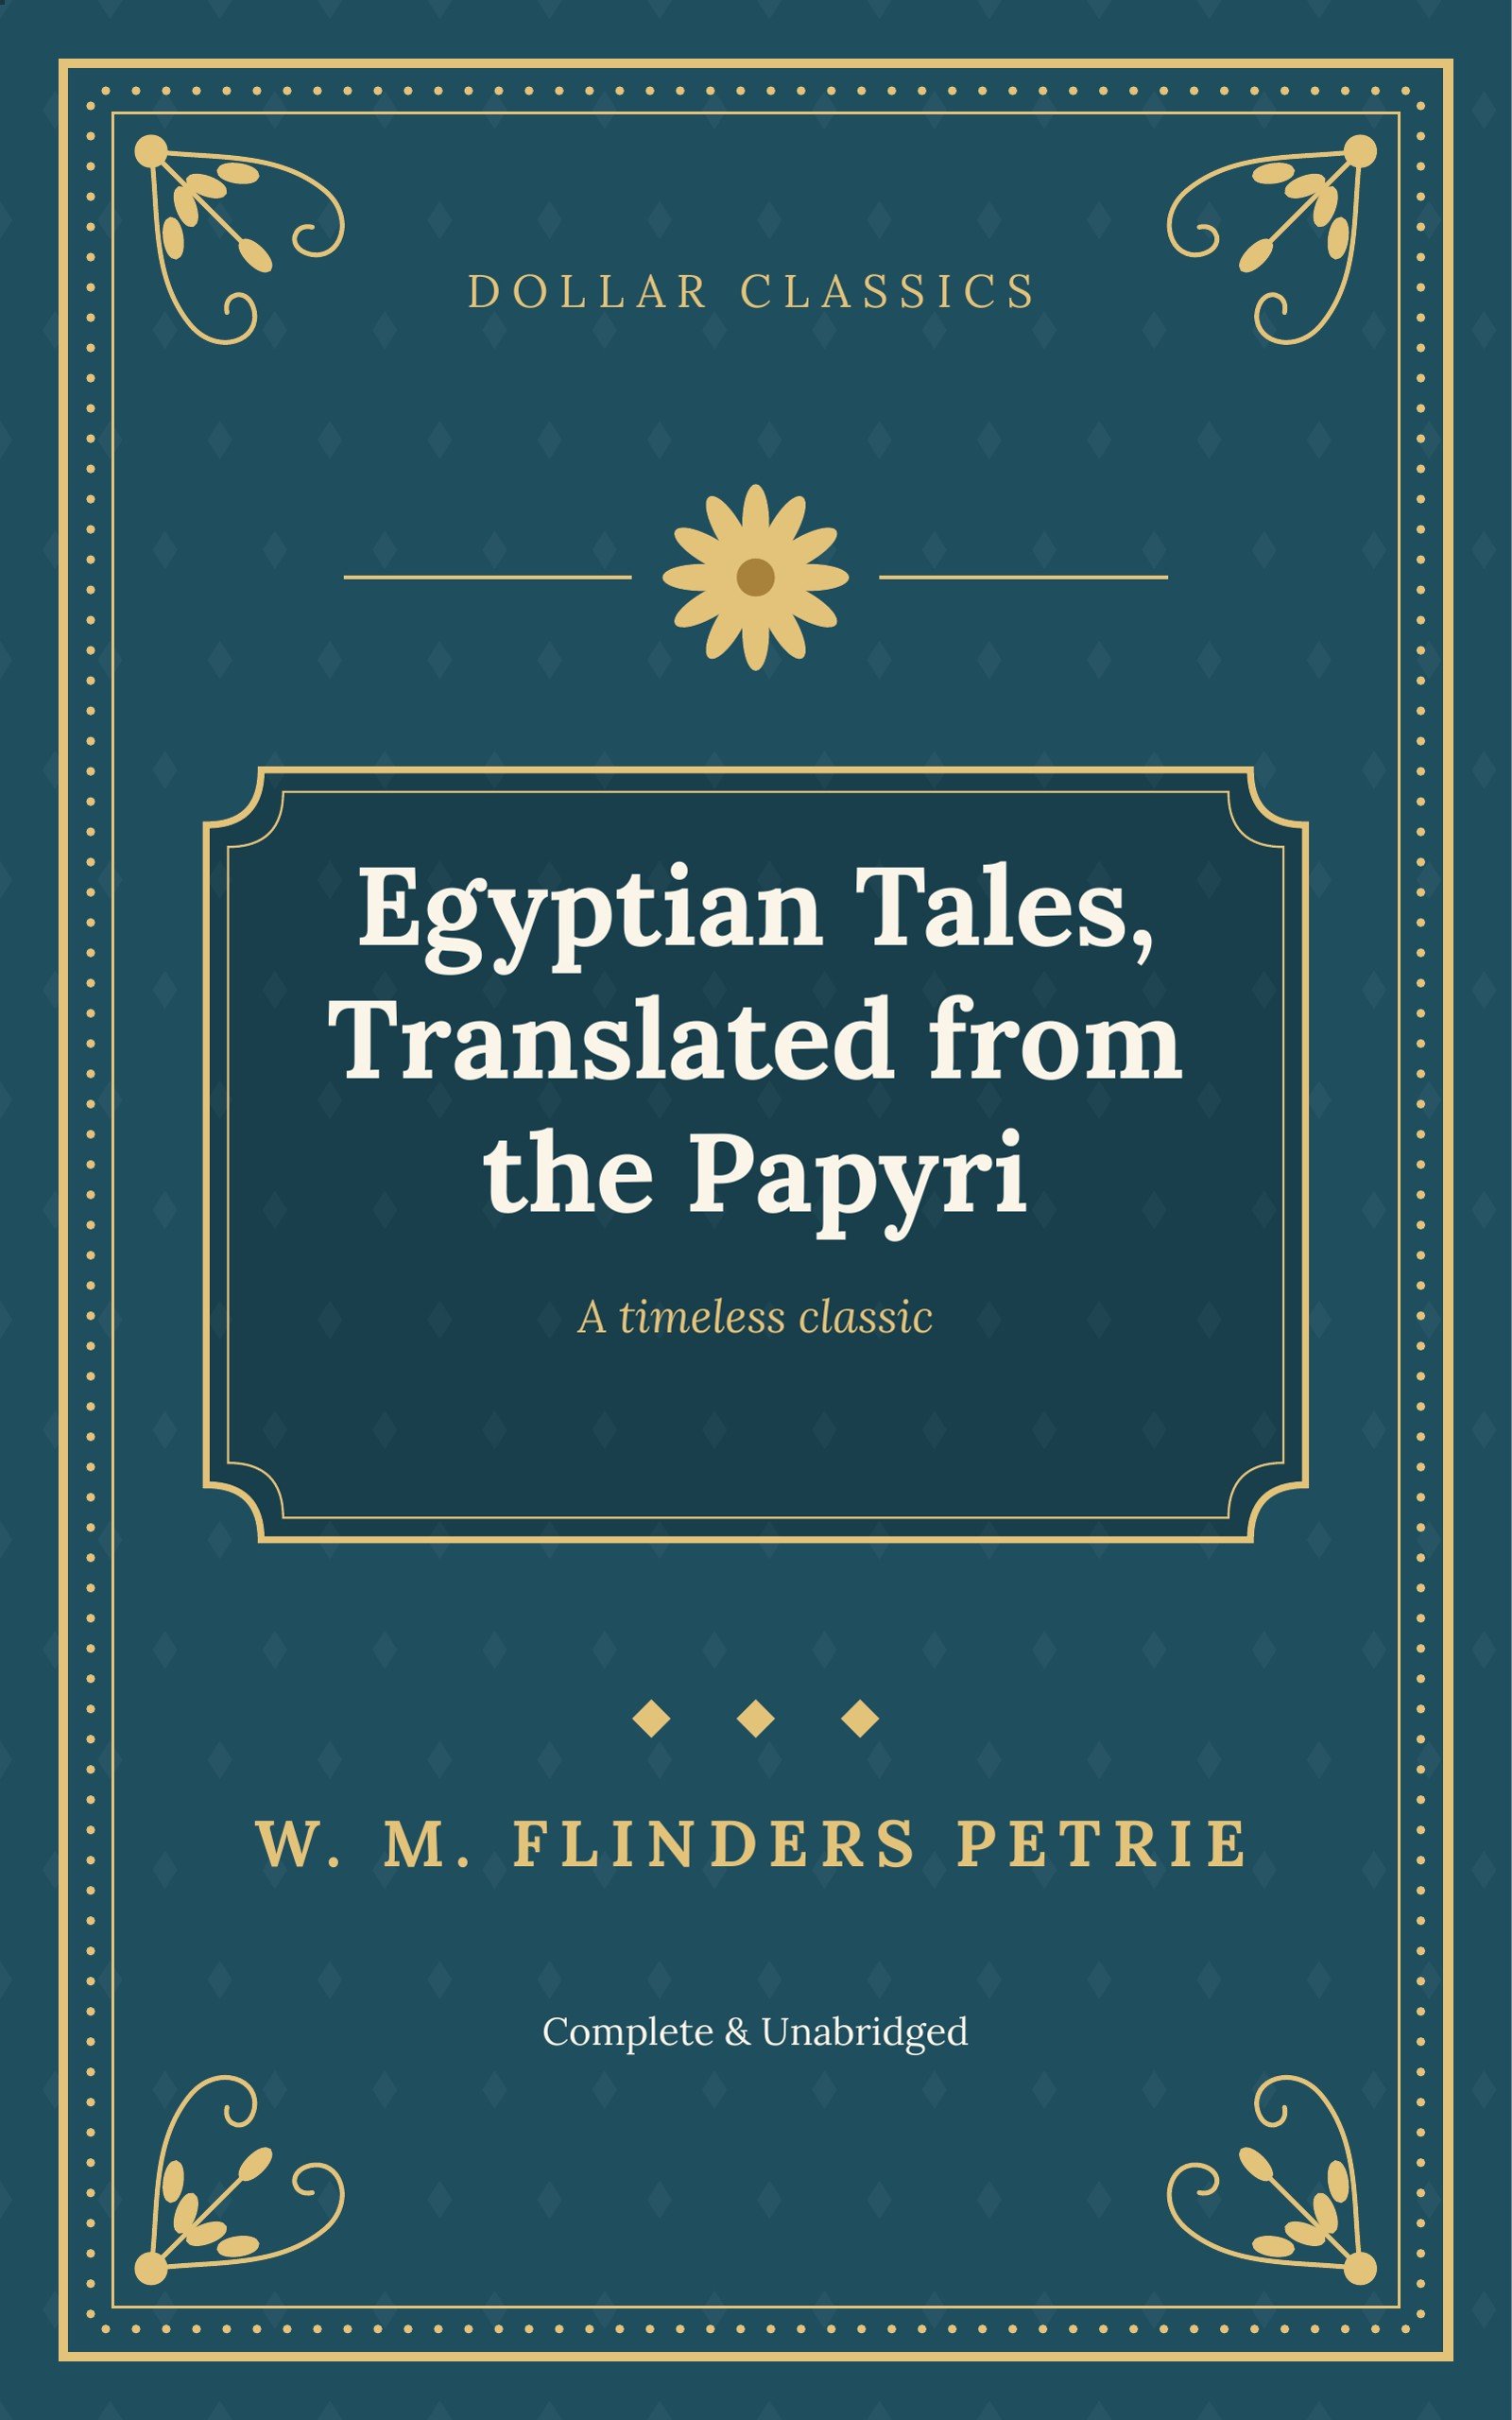 DOLLAR CLASSICS
Egyptian Tales,
Translated from
the Papyri
A timeless classic
W. M. FLINDERS PETRIE
Complete & Unabridged